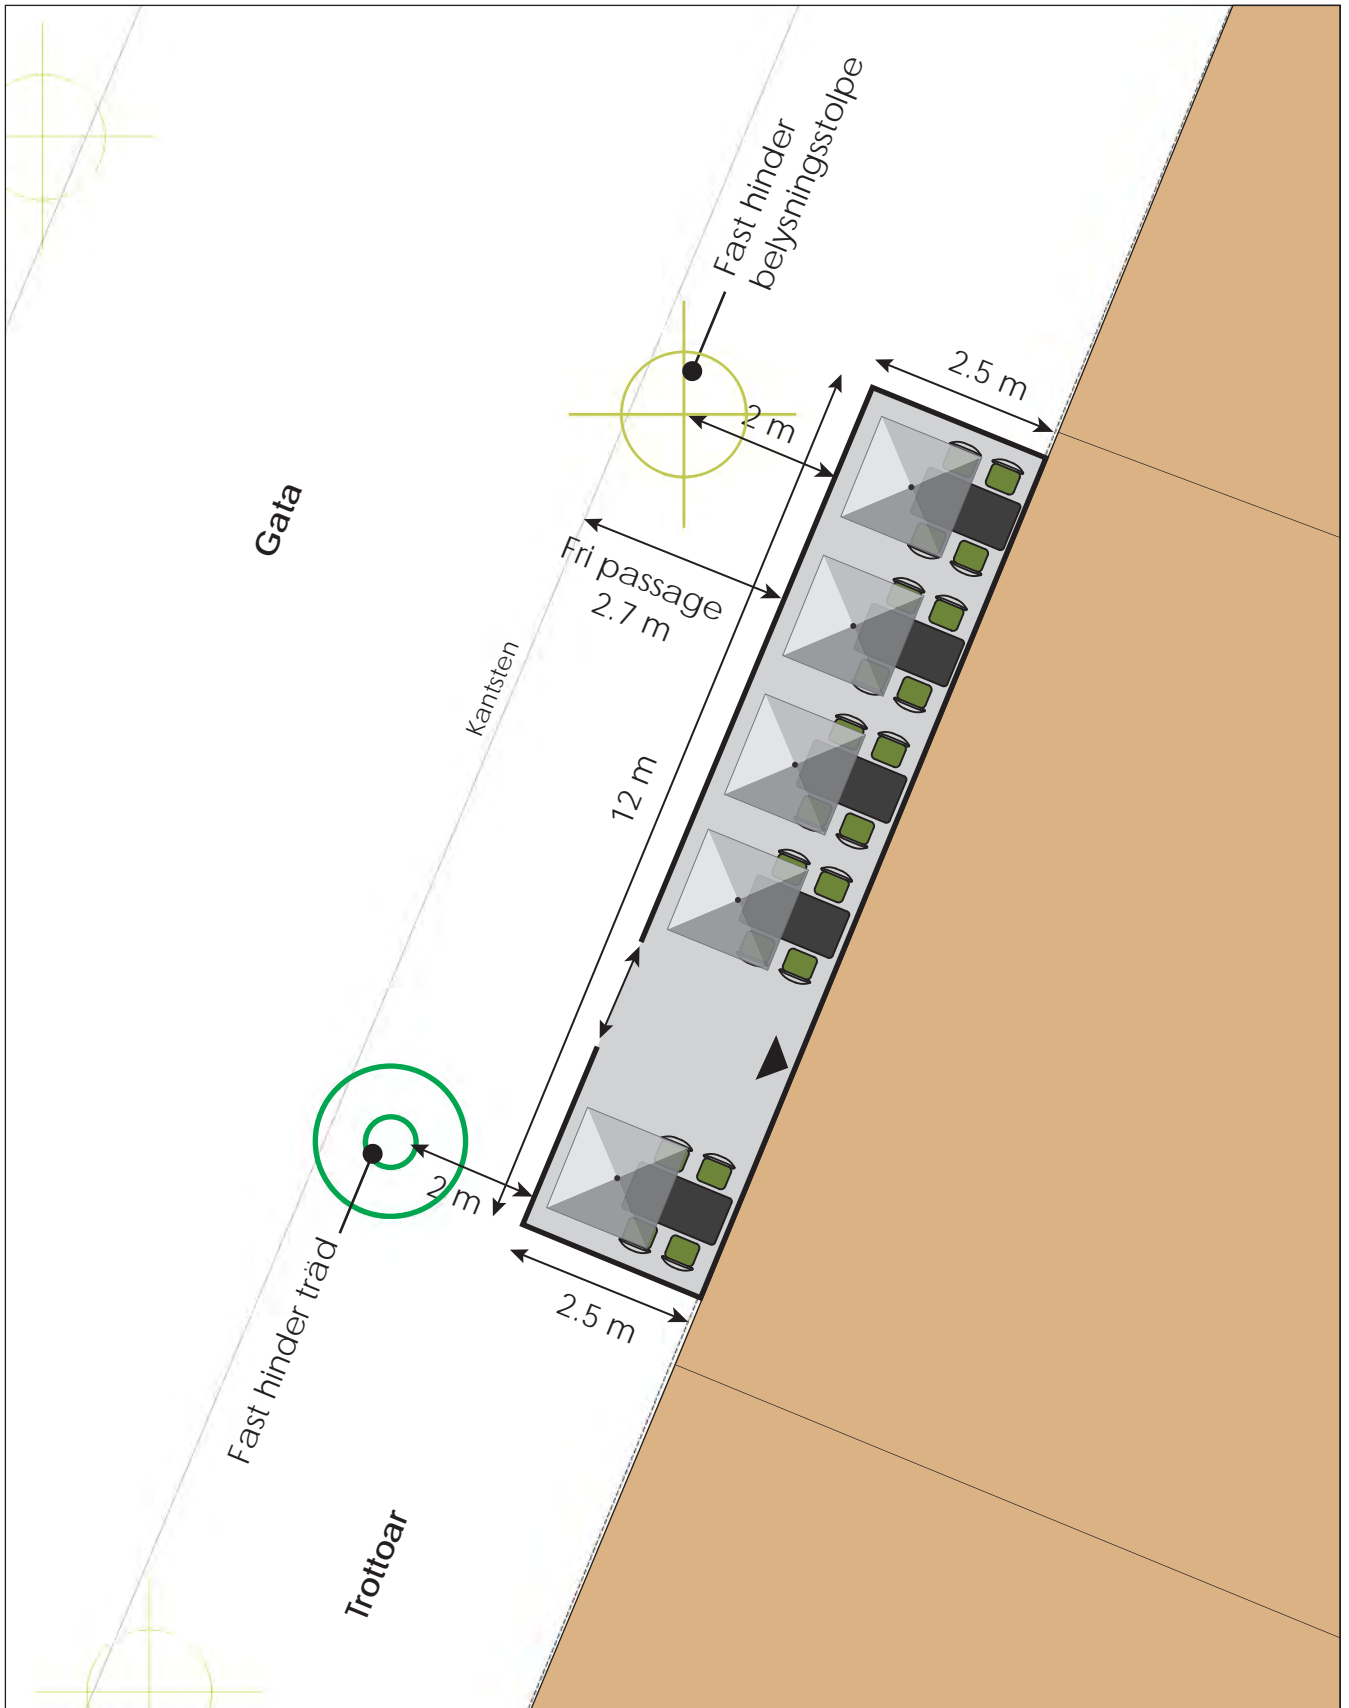 Fast hinder
belysningsstolpe
2.5 m
2 m
Gata
Fri passage
2.7 m
Kantsten
12 m
2 m
2.5 m
Fast hinder träd
Trottoar